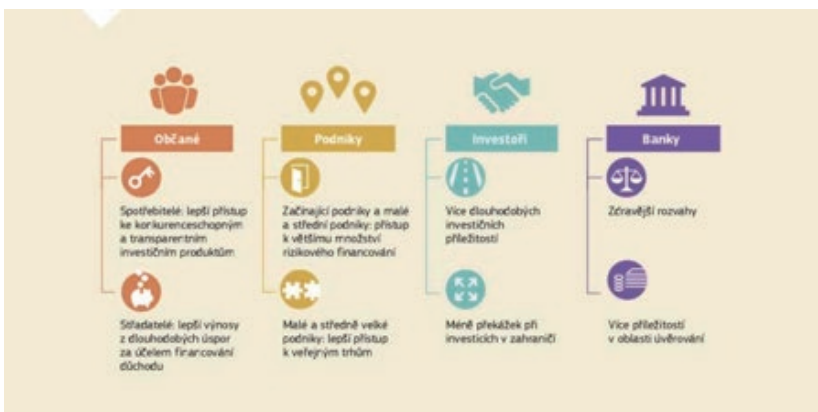 Občané
Spotřebitelé: lepší přístup
ke konkurenceschopným
a transparentním
investičním produktům
Střadatelé: lepší výnosy
z dlouhodobých úspor
za účelem financování
důchodu
Podniky
Začínající podniky a malé
a střední podniky: přístup
k většímu množství
rizikového financování
Malé a středně velké
podniky: lepší přístup
k veřejným trhům
Investoři
Více dlouhodobých
investičních
příležitostí
Méně překážek při
investicích v zahraničí
Banky
Zdravější rozvahy
Více příležitostí
v oblasti úvěrování